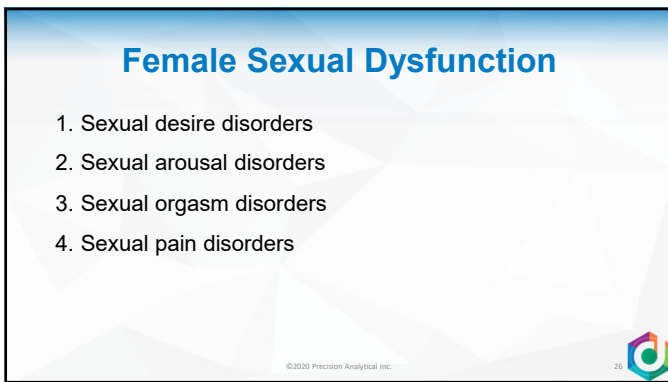 Female Sexual Dysfunction
1. Sexual desire disorders
2. Sexual arousal disorders
3. Sexual orgasm disorders
4. Sexual pain disorders
©2020 Precision Analytical Inc.
26